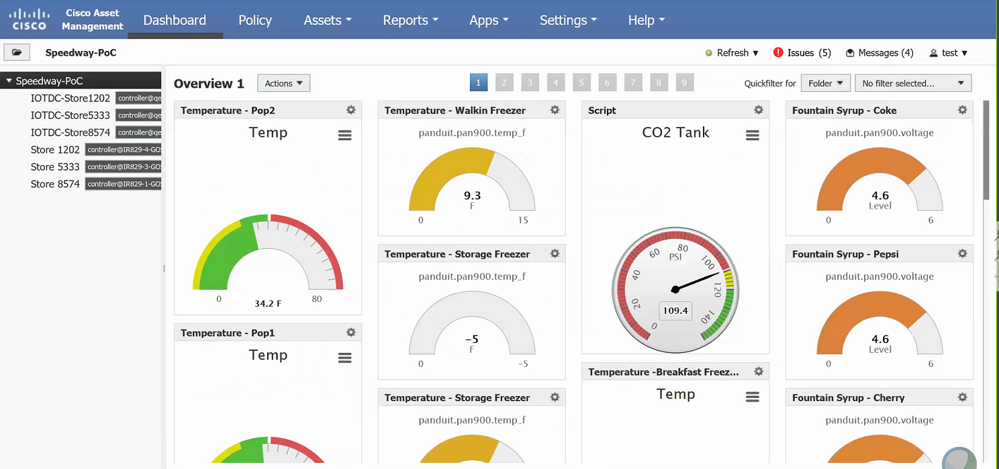 CISCO
Cisco Asset
Management
Dashboard
Policy
Assets
Reports
Apps
Settings
Help
Speedway-PoC
Refresh
Issues (5)
Messages (4)
test
Speedway-PoC
IOTDC-Store1202 controller@qe
IOTDC-Store5333 controller@qe
IOTDC-Store8574 controller@qe
Store 1202 controller@IR829-4-GOS
Store 5333 controller@IR829-3-GOS
Store 8574 controller@IR829-1-GOS
Overview 1
Actions
1 2 3 4 5 6 7 8 9
Quickfilter for
Folder
No filter selected...
Temperature - Pop2
Temp
0
34.2 F
80
Temperature - Pop1
Temp
Temperature - Walkin Freezer
panduit.pan900.temp_f
9.3
F
0
15
Temperature - Storage Freezer
panduit.pan900.temp_f
-5
F
0
-5
Temperature - Storage Freezer
panduit.pan900.temp_f
Script
CO2 Tank
0 20 40 60 80 100 120 140
PSI
109.4
Temperature -Breakfast Freez...
Temp
Fountain Syrup - Coke
panduit.pan900.voltage
4.6
Level
0
6
Fountain Syrup - Pepsi
panduit.pan900.voltage
4.6
Level
0
6
Fountain Syrup - Cherry
panduit.pan900.voltage